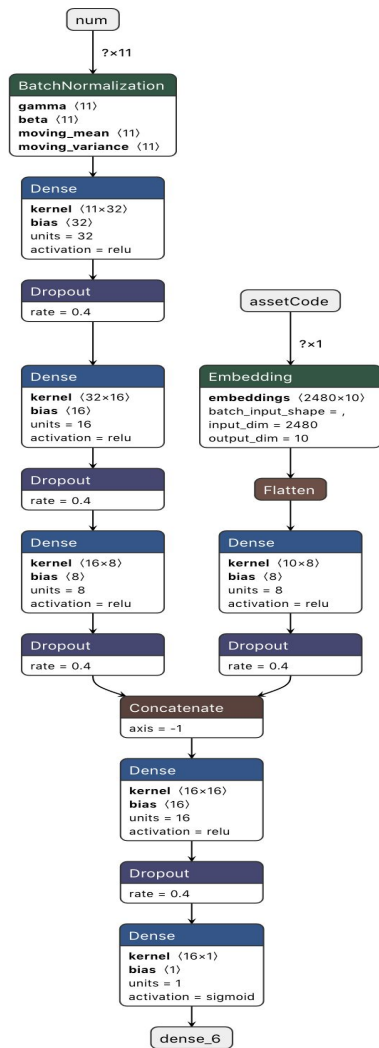 num
?×11
BatchNormalization
gamma ⟨11⟩
beta ⟨11⟩
moving_mean ⟨11⟩
moving_variance ⟨11⟩
Dense
kernel ⟨11×32⟩
bias ⟨32⟩
units = 32
activation = relu
Dropout
rate = 0.4
Dense
kernel ⟨32×16⟩
bias ⟨16⟩
units = 16
activation = relu
Dropout
rate = 0.4
Dense
kernel ⟨16×8⟩
bias ⟨8⟩
units = 8
activation = relu
Dropout
rate = 0.4
assetCode
?×1
Embedding
embeddings ⟨2480×10⟩
batch_input_shape = ,
input_dim = 2480
output_dim = 10
Flatten
Dense
kernel ⟨10×8⟩
bias ⟨8⟩
units = 8
activation = relu
Dropout
rate = 0.4
Concatenate
axis = -1
Dense
kernel ⟨16×16⟩
bias ⟨16⟩
units = 16
activation = relu
Dropout
rate = 0.4
Dense
kernel ⟨16×1⟩
bias ⟨1⟩
units = 1
activation = sigmoid
dense_6